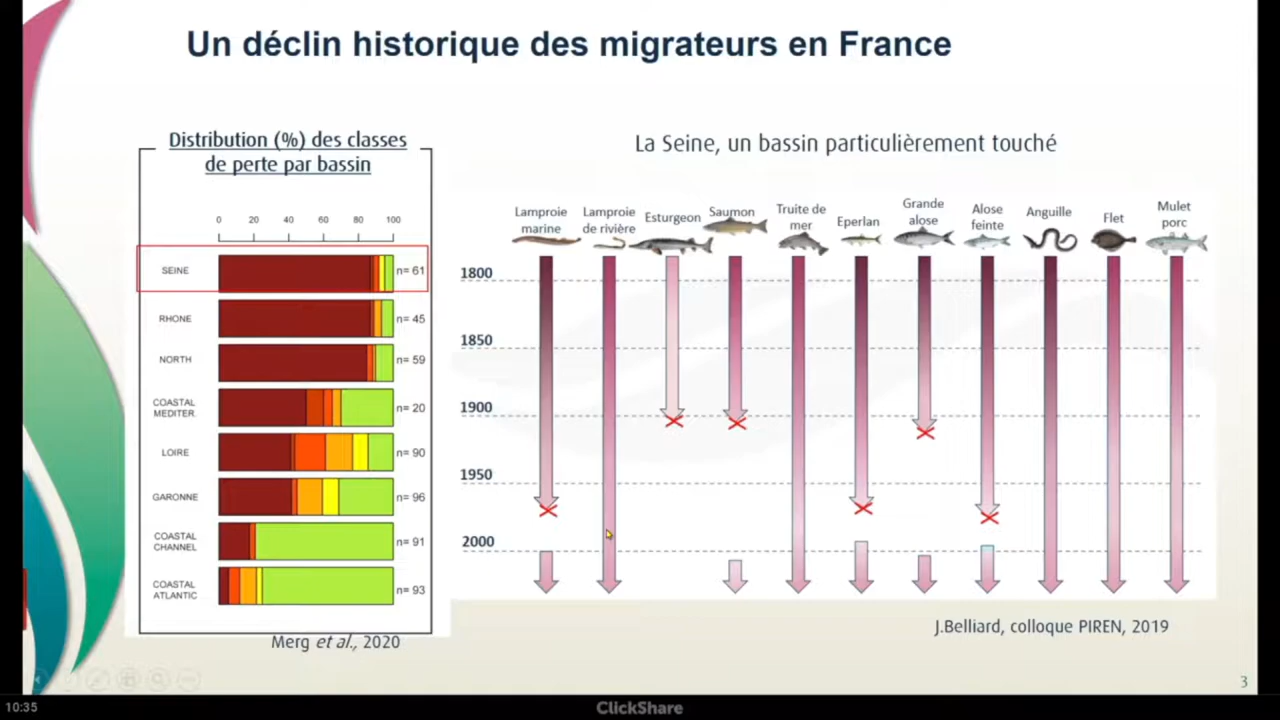 Un déclin historique des migrateurs en France
Distribution (%) des classes
de perte par bassin
0 20 40 60 80 100
SEINE n= 61
RHONE n= 45
NORTH n= 59
COASTAL
MEDITER. n= 20
LOIRE n= 90
GARONNE n= 96
COASTAL
CHANNEL n= 91
COASTAL
ATLANTIC n= 93
Merg et al., 2020
La Seine, un bassin particulièrement touché
Lamproie
marine
Lamproie
de rivière
Esturgeon
Saumon
Truite de
mer
Eperlan
Grande
alose
Alose
feinte
Anguille
Flet
Mulet
porc
1800
1850
1900
1950
2000
J.Belliard, colloque PIREN, 2019
3
10:35
ClickShare